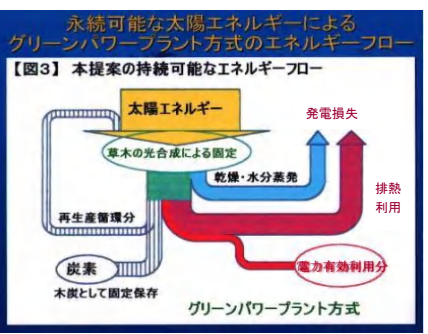 永続可能な太陽エネルギーによる
グリーンパワープラント方式のエネルギーフロー
【図3】 本提案の持続可能なエネルギーフロー
太陽エネルギー
発電損失
草木の光合成による固定
乾燥・水分蒸発
排熱
利用
再生産循環分
炭素
電力有効利用分
木炭として固定保存
グリーンパワープラント方式